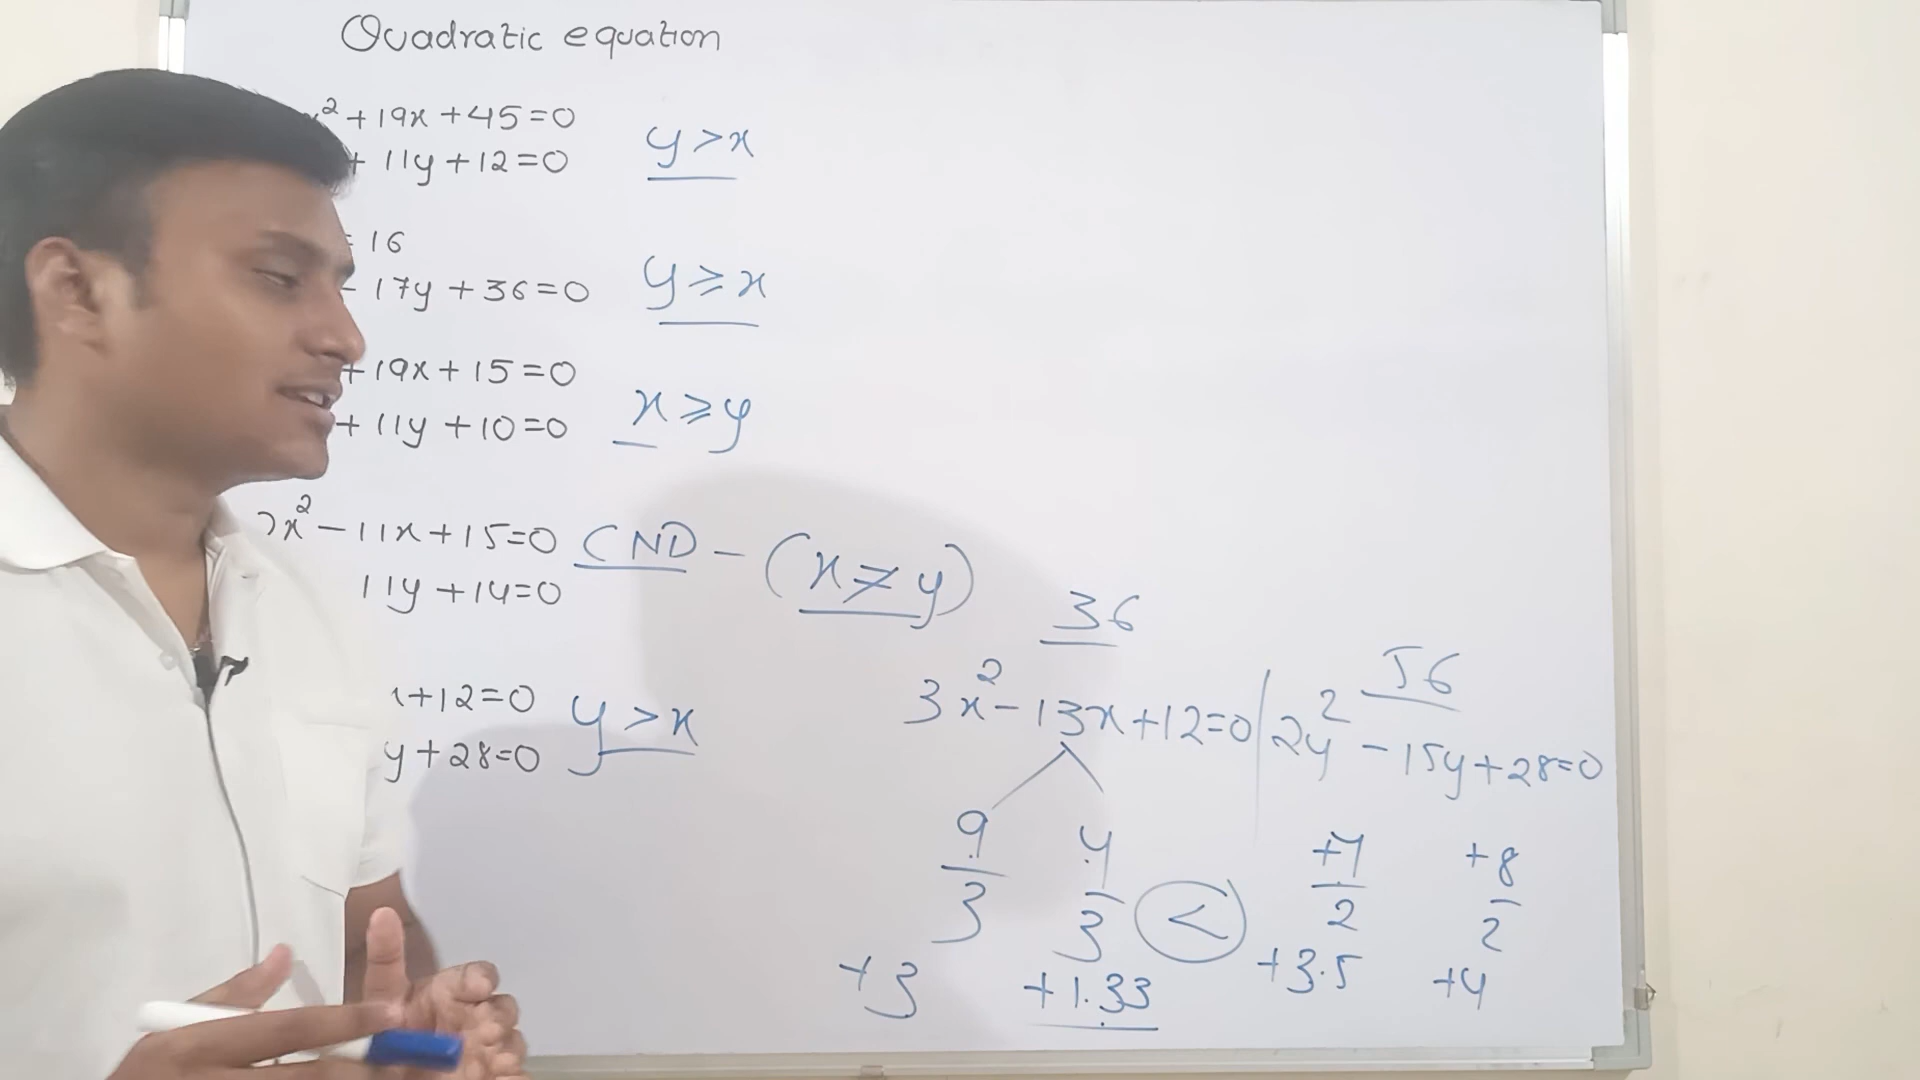 Quadratic equation
x² + 19x + 45 = 0
+ 11y + 12 = 0
y > x
= 16
- 17y + 36 = 0
y ⩾ x
+ 19x + 15 = 0
+ 11y + 10 = 0
x ⩾ y
x² - 11x + 15 = 0
CND - (x ≠ y)
11y + 14 = 0
x + 12 = 0
y + 28 = 0
y > x
36
3x² - 13x + 12 = 0
9/3 4/3
+3 +1.33
<
56
2y² - 15y + 28 = 0
+7/2 +8/2
+3.5 +4